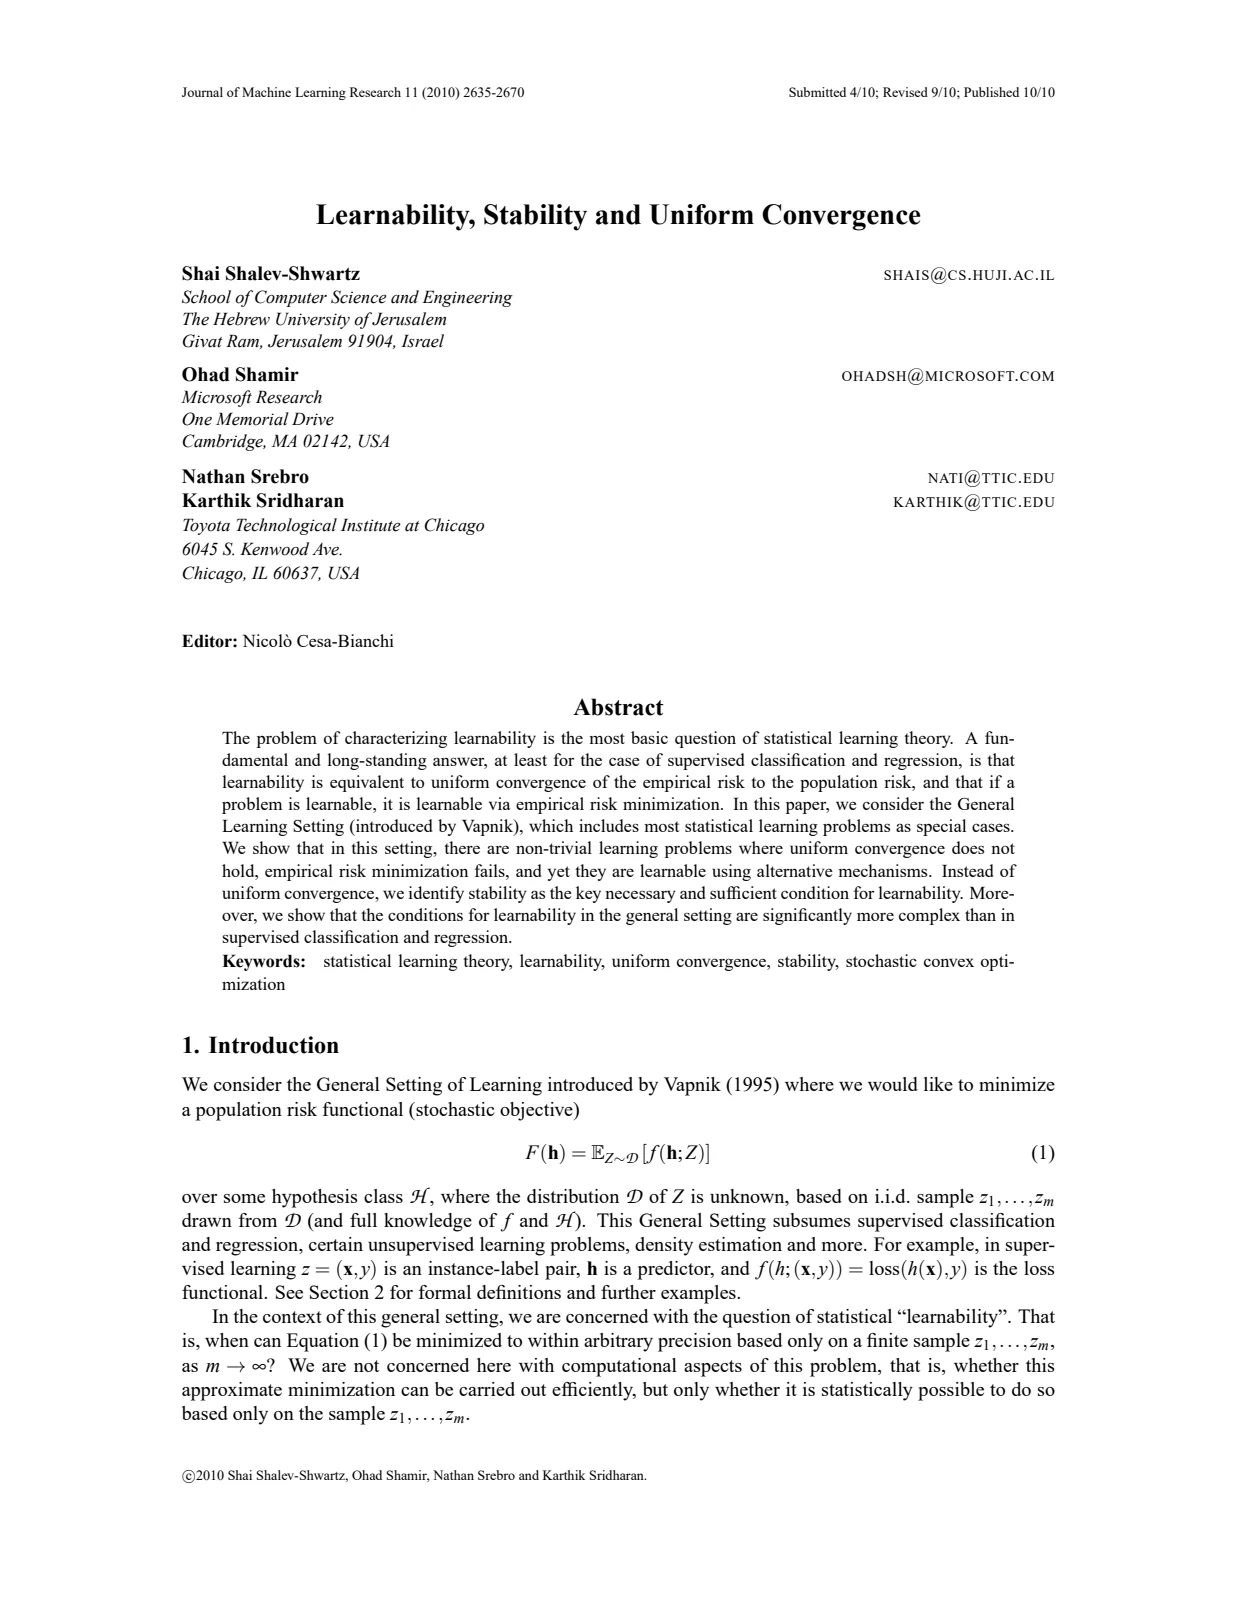 Journal of Machine Learning Research 11 (2010) 2635-2670 Submitted 4/10; Revised 9/10; Published 10/10
Learnability, Stability and Uniform Convergence
Shai Shalev-Shwartz SHAIS@CS.HUJI.AC.IL
School of Computer Science and Engineering
The Hebrew University of Jerusalem
Givat Ram, Jerusalem 91904, Israel
Ohad Shamir OHADSH@MICROSOFT.COM
Microsoft Research
One Memorial Drive
Cambridge, MA 02142, USA
Nathan Srebro NATI@TTIC.EDU
Karthik Sridharan KARTHIK@TTIC.EDU
Toyota Technological Institute at Chicago
6045 S. Kenwood Ave.
Chicago, IL 60637, USA
Editor: Nicolò Cesa-Bianchi
Abstract
The problem of characterizing learnability is the most basic question of statistical learning theory. A fun-
damental and long-standing answer, at least for the case of supervised classification and regression, is that
learnability is equivalent to uniform convergence of the empirical risk to the population risk, and that if a
problem is learnable, it is learnable via empirical risk minimization. In this paper, we consider the General
Learning Setting (introduced by Vapnik), which includes most statistical learning problems as special cases.
We show that in this setting, there are non-trivial learning problems where uniform convergence does not
hold, empirical risk minimization fails, and yet they are learnable using alternative mechanisms. Instead of
uniform convergence, we identify stability as the key necessary and sufficient condition for learnability. More-
over, we show that the conditions for learnability in the general setting are significantly more complex than in
supervised classification and regression.
Keywords: statistical learning theory, learnability, uniform convergence, stability, stochastic convex opti-
mization
1. Introduction
We consider the General Setting of Learning introduced by Vapnik (1995) where we would like to minimize
a population risk functional (stochastic objective)
F(h) = 𝔼_{Z∼𝒟} [f(h;Z)] (1)
over some hypothesis class ℋ, where the distribution 𝒟 of Z is unknown, based on i.i.d. sample z₁,...,zₘ
drawn from 𝒟 (and full knowledge of f and ℋ). This General Setting subsumes supervised classification
and regression, certain unsupervised learning problems, density estimation and more. For example, in super-
vised learning z = (x,y) is an instance-label pair, h is a predictor, and f(h;(x,y)) = loss(h(x),y) is the loss
functional. See Section 2 for formal definitions and further examples.
In the context of this general setting, we are concerned with the question of statistical “learnability”. That
is, when can Equation (1) be minimized to within arbitrary precision based only on a finite sample z₁,...,zₘ,
as m → ∞? We are not concerned here with computational aspects of this problem, that is, whether this
approximate minimization can be carried out efficiently, but only whether it is statistically possible to do so
based only on the sample z₁,...,zₘ.
©2010 Shai Shalev-Shwartz, Ohad Shamir, Nathan Srebro and Karthik Sridharan.